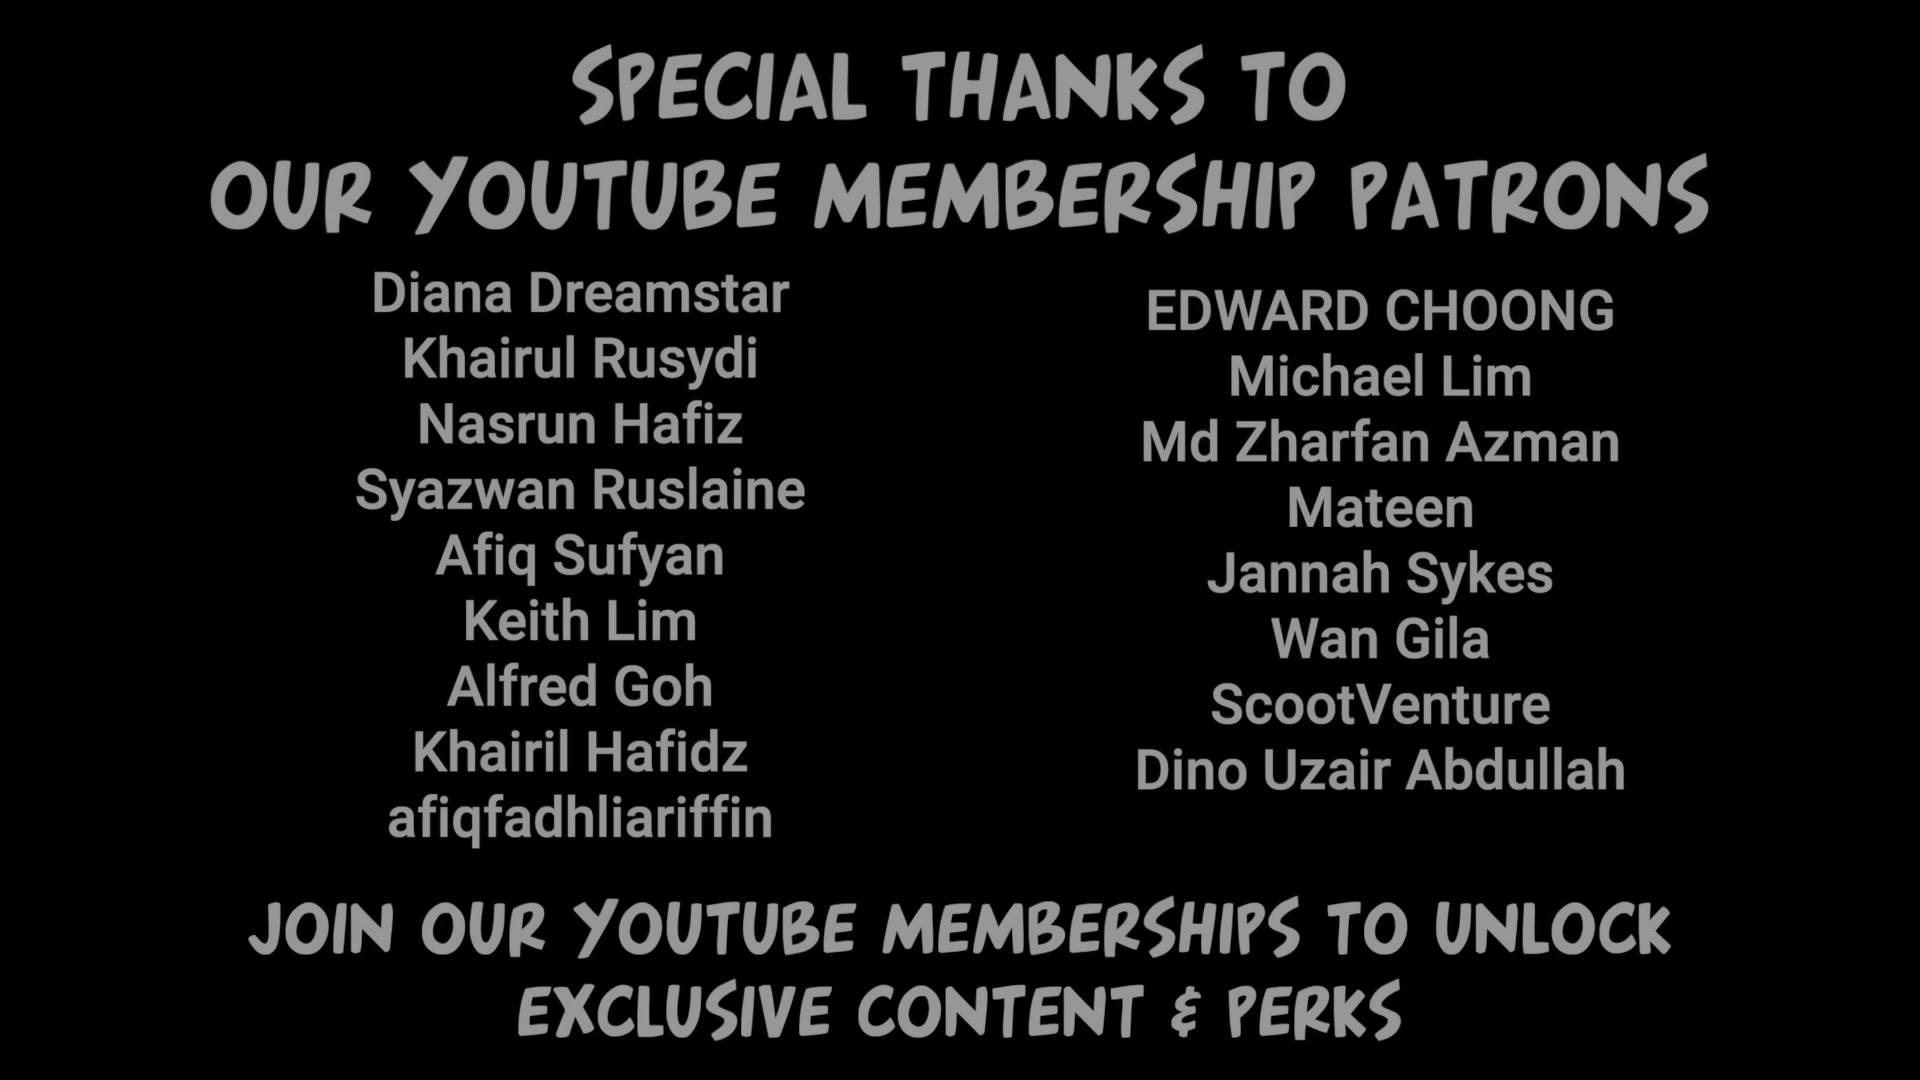 SPECIAL THANKS TO
OUR YOUTUBE MEMBERSHIP PATRONS
Diana Dreamstar
Khairul Rusydi
Nasrun Hafiz
Syazwan Ruslaine
Afiq Sufyan
Keith Lim
Alfred Goh
Khairil Hafidz
afiqfadhliariffin
EDWARD CHOONG
Michael Lim
Md Zharfan Azman
Mateen
Jannah Sykes
Wan Gila
ScootVenture
Dino Uzair Abdullah
JOIN OUR YOUTUBE MEMBERSHIPS TO UNLOCK
EXCLUSIVE CONTENT & PERKS